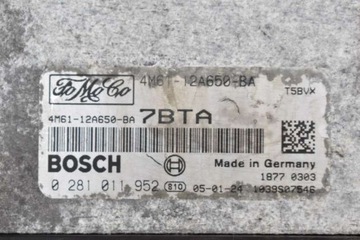 FoMoCo 4M61-12A650-BA TSBVX
4M61-12A650-BA 7BTA
BOSCH Made in Germany
1877 0303
0 281 011 952 810 05-01-24 1039S07546